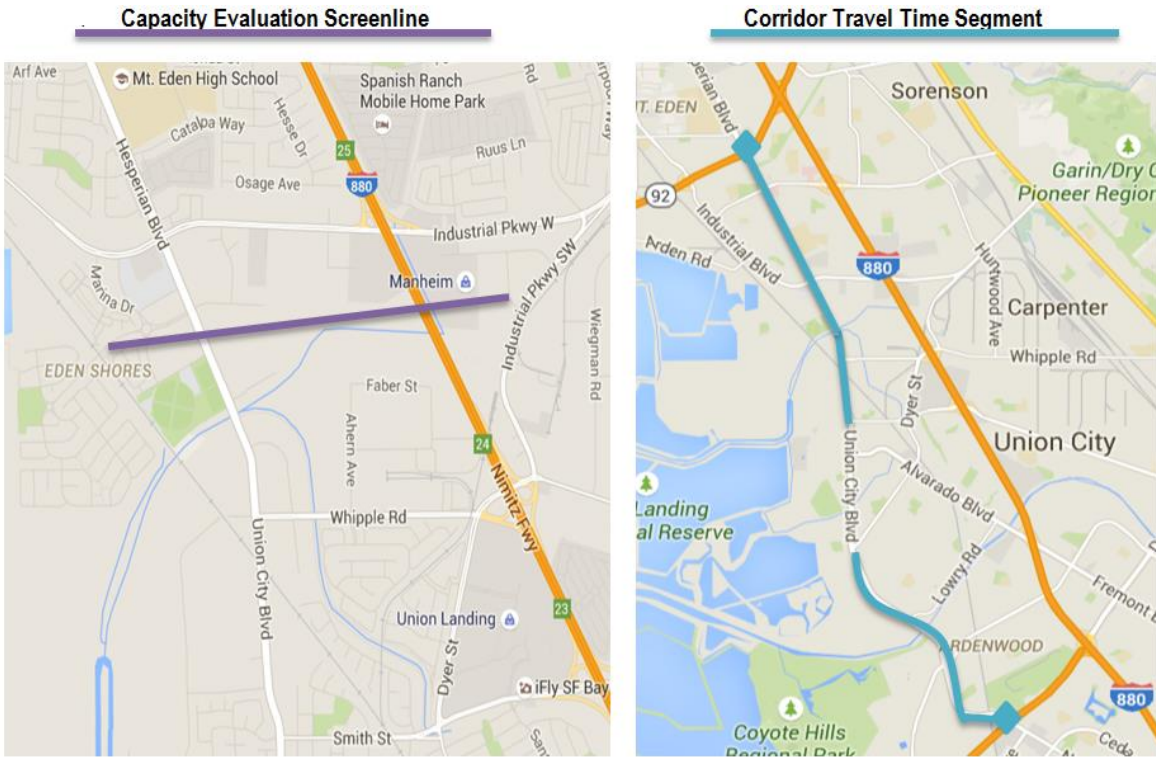 Capacity Evaluation Screenline
Corridor Travel Time Segment
Arf Ave
Mt. Eden High School
Spanish Ranch
Mobile Home Park
Rd
Catalpa Way
Hesse Dr
Ruus Ln
25
Osage Ave
880
Hesperian Blvd
Industrial Pkwy W
Industrial Pkwy SW
Manheim
Marina Dr
Wiegman Rd
EDEN SHORES
Faber St
Ahern Ave
24
Nimitz Fwy
Whipple Rd
Union City Blvd
23
Union Landing
Dyer St
iFly SF Bay
Smith St
Sorenson
perian Blvd
MT. EDEN
Garin/Dry C
Pioneer Region
92
Industrial Blvd
Arden Rd
880
Huntwood Ave
Carpenter
Whipple Rd
Dyer St
Union City
Union City Blvd
Alvarado Blvd
Landing
al Reserve
Lowry Rd
Fremont B
ARDENWOOD
880
Coyote Hills
Regional Park
Ceda